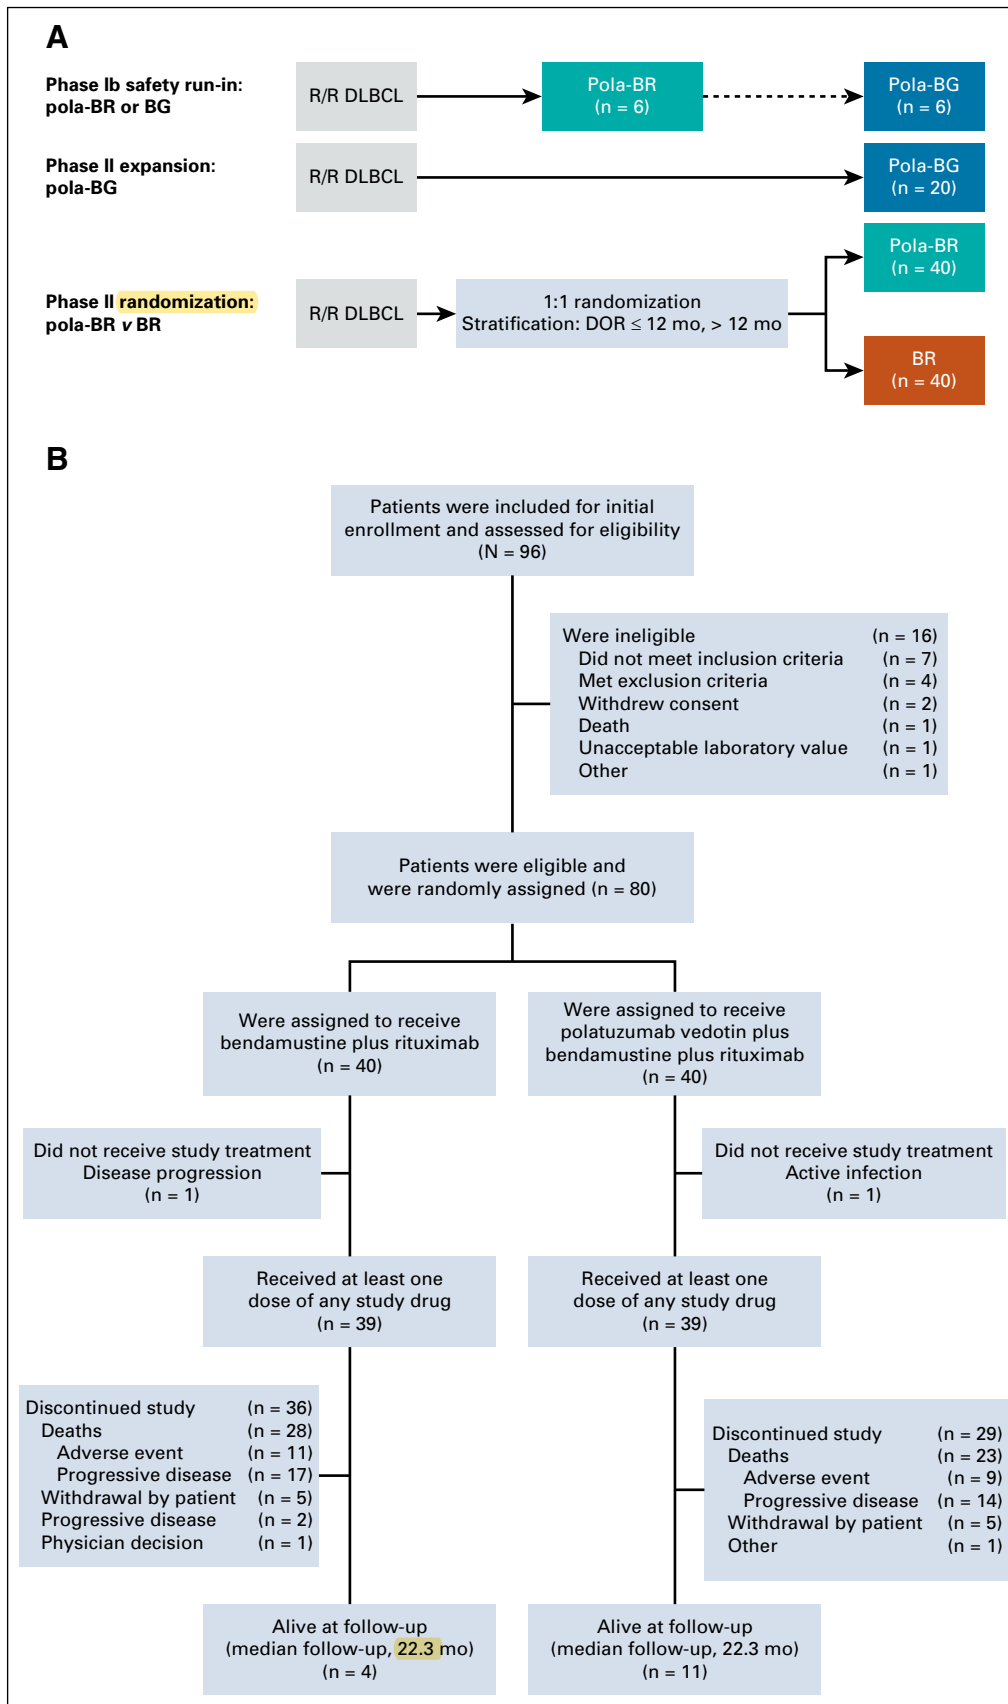 A
Phase Ib safety run-in:
pola-BR or BG
R/R DLBCL
Pola-BR
(n = 6)
Pola-BG
(n = 6)
Phase II expansion:
pola-BG
R/R DLBCL
Pola-BG
(n = 20)
Phase II randomization:
pola-BR v BR
R/R DLBCL
1:1 randomization
Stratification: DOR ≤ 12 mo, > 12 mo
Pola-BR
(n = 40)
BR
(n = 40)
B
Patients were included for initial
enrollment and assessed for eligibility
(N = 96)
Were ineligible (n = 16)
Did not meet inclusion criteria (n = 7)
Met exclusion criteria (n = 4)
Withdrew consent (n = 2)
Death (n = 1)
Unacceptable laboratory value (n = 1)
Other (n = 1)
Patients were eligible and
were randomly assigned (n = 80)
Were assigned to receive
bendamustine plus rituximab
(n = 40)
Were assigned to receive
polatuzumab vedotin plus
bendamustine plus rituximab
(n = 40)
Did not receive study treatment
Disease progression
(n = 1)
Did not receive study treatment
Active infection
(n = 1)
Received at least one
dose of any study drug
(n = 39)
Received at least one
dose of any study drug
(n = 39)
Discontinued study (n = 36)
Deaths (n = 28)
Adverse event (n = 11)
Progressive disease (n = 17)
Withdrawal by patient (n = 5)
Progressive disease (n = 2)
Physician decision (n = 1)
Discontinued study (n = 29)
Deaths (n = 23)
Adverse event (n = 9)
Progressive disease (n = 14)
Withdrawal by patient (n = 5)
Other (n = 1)
Alive at follow-up
(median follow-up, 22.3 mo)
(n = 4)
Alive at follow-up
(median follow-up, 22.3 mo)
(n = 11)